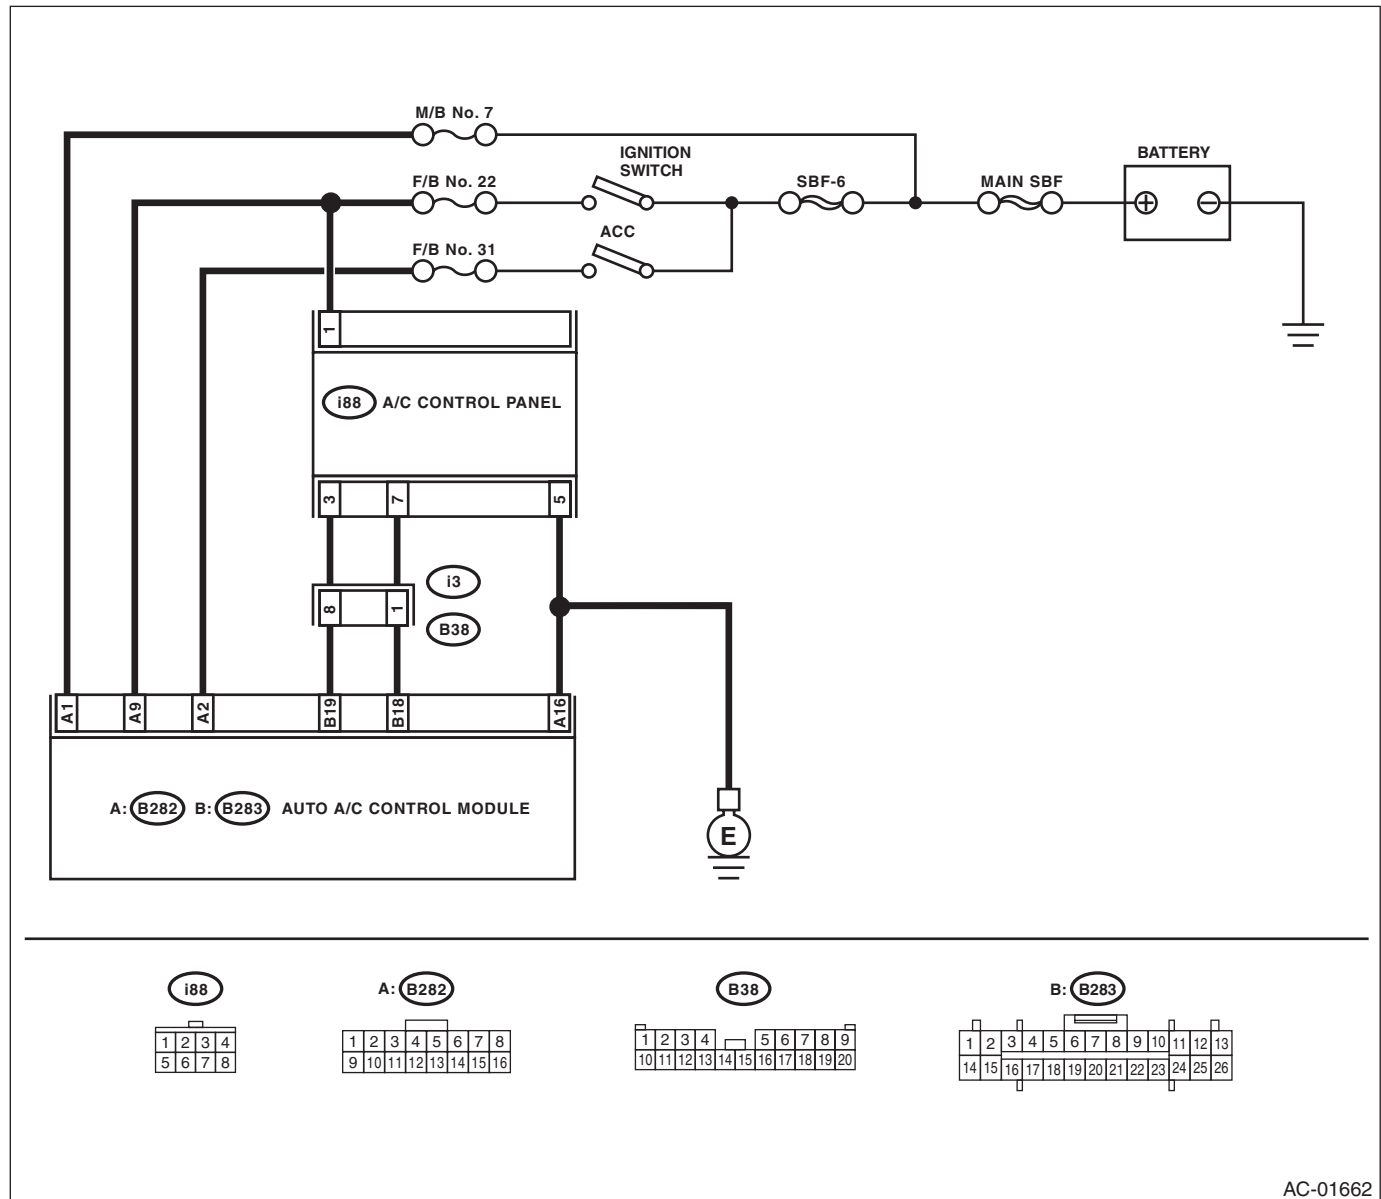 M/B No. 7
IGNITION
SWITCH
BATTERY
F/B No. 22
SBF-6
MAIN SBF
ACC
F/B No. 31
1
i88 A/C CONTROL PANEL
3 7 5
i3
8 1
B38
A1 A9 A2 B19 B18 A16
A: B282 B: B283 AUTO A/C CONTROL MODULE
E
i88
1 2 3 4
5 6 7 8
A: B282
1 2 3 4 5 6 7 8
9 10 11 12 13 14 15 16
B38
1 2 3 4 5 6 7 8 9
10 11 12 13 14 15 16 17 18 19 20
B: B283
1 2 3 4 5 6 7 8 9 10 11 12 13
14 15 16 17 18 19 20 21 22 23 24 25 26
AC-01662